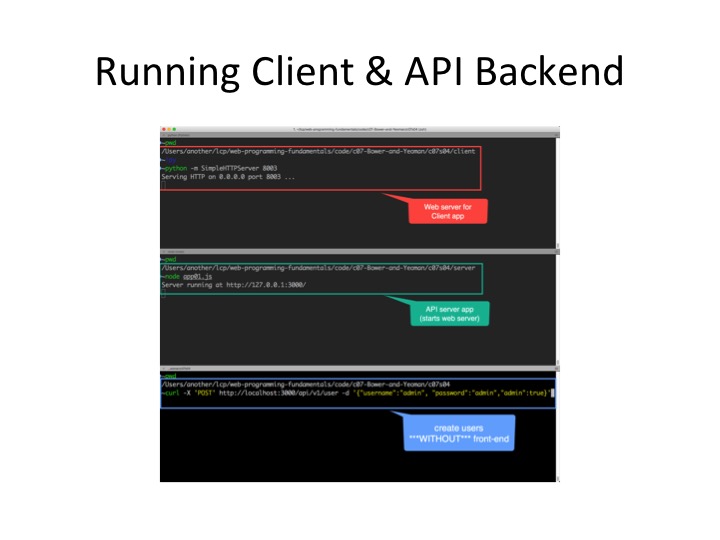 Running Client & API Backend
pwd
/Users/another/lcp/web-programming-fundamentals/code/c07-Bower-and-Yeoman/c07s04/client
python -m SimpleHTTPServer 8003
Serving HTTP on 0.0.0.0 port 8003 ...
Web server for
Client app
pwd
/Users/another/lcp/web-programming-fundamentals/code/c07-Bower-and-Yeoman/c07s04/server
node app01.js
Server running at http://127.0.0.1:3000/
API server app
(starts web server)
pwd
/Users/another/lcp/web-programming-fundamentals/code/c07-Bower-and-Yeoman/c07s04
curl -X 'POST' http://localhost:3000/api/v1/user -d '{"username":"admin", "password":"admin","admin":true}'
create users
***WITHOUT*** front-end